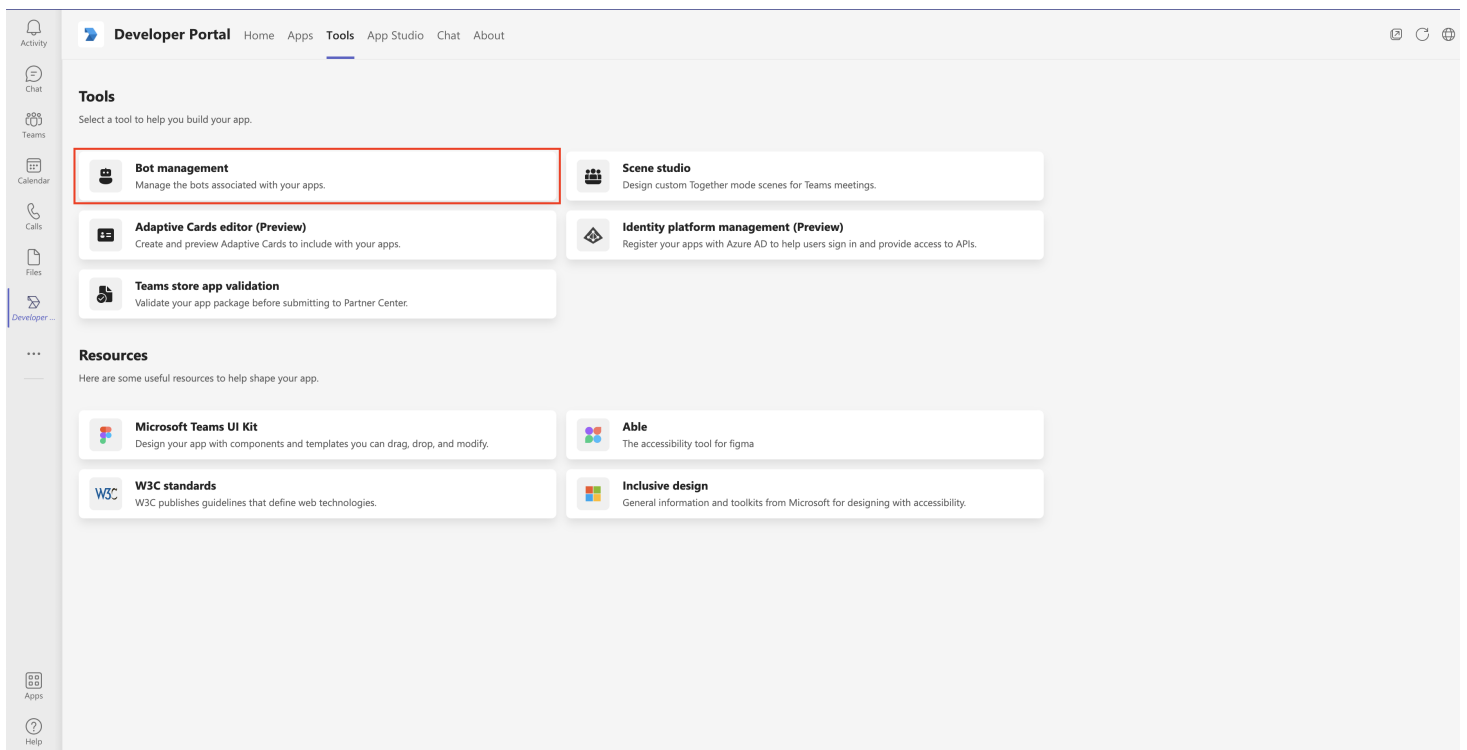 Activity
Chat
Teams
Calendar
Calls
Files
Developer ...
Apps
Help
Developer Portal Home Apps Tools App Studio Chat About
Tools
Select a tool to help you build your app.
Bot management
Manage the bots associated with your apps.
Scene studio
Design custom Together mode scenes for Teams meetings.
Adaptive Cards editor (Preview)
Create and preview Adaptive Cards to include with your apps.
Identity platform management (Preview)
Register your apps with Azure AD to help users sign in and provide access to APIs.
Teams store app validation
Validate your app package before submitting to Partner Center.
Resources
Here are some useful resources to help shape your app.
Microsoft Teams UI Kit
Design your app with components and templates you can drag, drop, and modify.
Able
The accessibility tool for figma
W3C
W3C standards
W3C publishes guidelines that define web technologies.
Inclusive design
General information and toolkits from Microsoft for designing with accessibility.